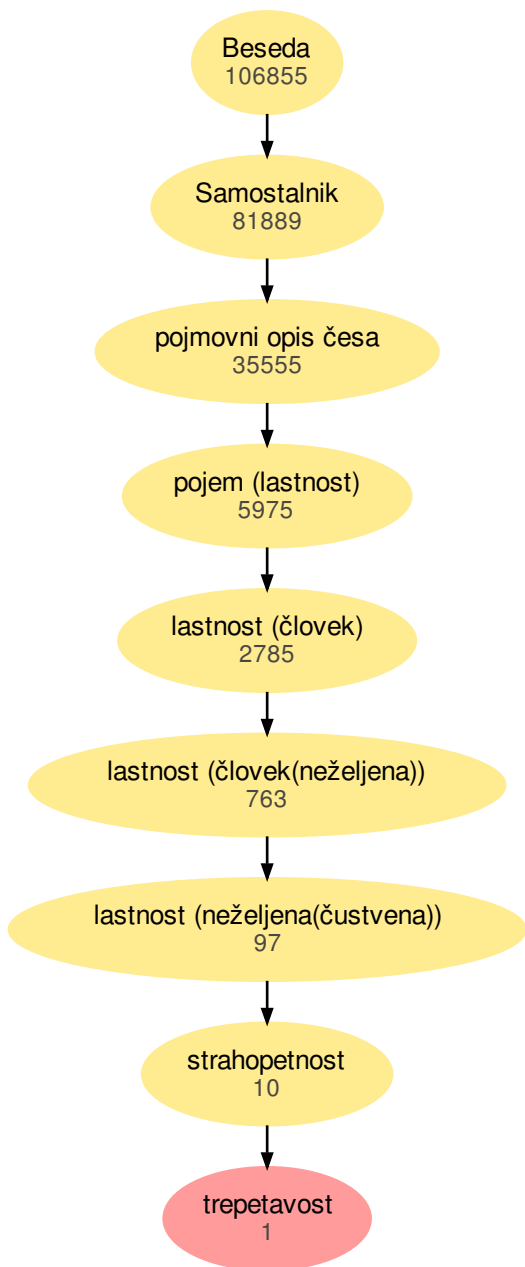 Beseda
106855
Samostalnik
81889
pojmovni opis česa
35555
pojem (lastnost)
5975
lastnost (človek)
2785
lastnost (človek(neželjena))
763
lastnost (neželjena(čustvena))
97
strahopetnost
10
trepetavost
1